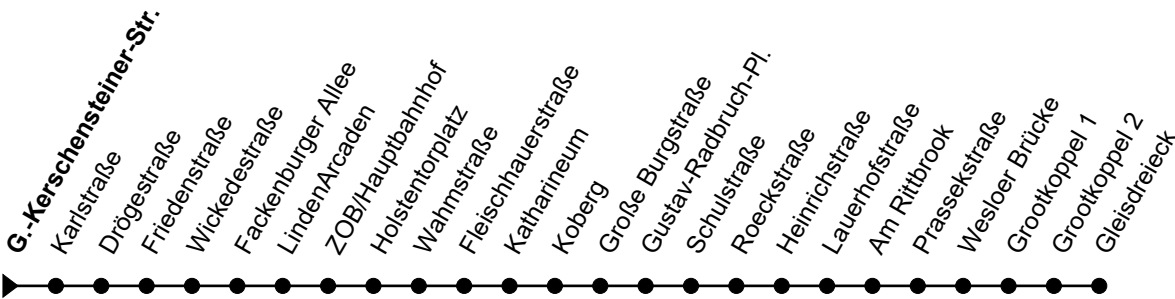 G.-Kerschensteiner-Str.
Karlstraße
Drögestraße
Friedenstraße
Wickedestraße
Fackenburger Allee
LindenArcaden
ZOB/Hauptbahnhof
Holstentorplatz
Wahmstraße
Fleischhauerstraße
Katharineum
Koberg
Große Burgstraße
Gustav-Radbruch-Pl.
Schulstraße
Roeckstraße
Heinrichstraße
Lauerhofstraße
Am Rittbrook
Prassekstraße
Wesloer Brücke
Grootkoppel 1
Grootkoppel 2
Gleisdreieck